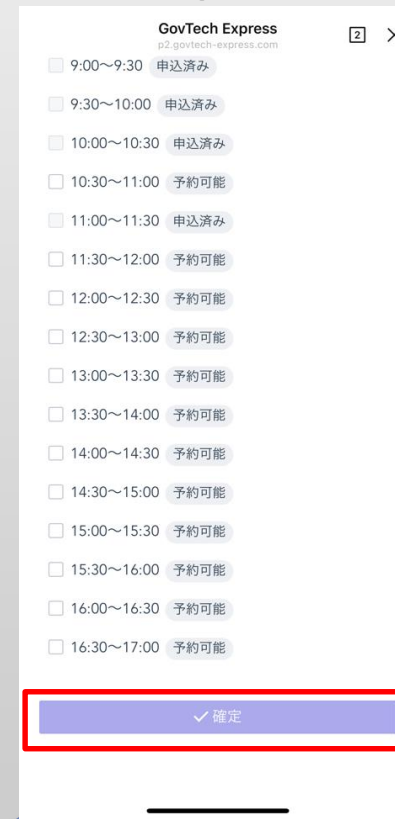 GovTech Express
p2.govtech-express.com
2
9:00～9:30 申込済み
9:30～10:00 申込済み
10:00～10:30 申込済み
10:30～11:00 予約可能
11:00～11:30 申込済み
11:30～12:00 予約可能
12:00～12:30 予約可能
12:30～13:00 予約可能
13:00～13:30 予約可能
13:30～14:00 予約可能
14:00～14:30 予約可能
14:30～15:00 予約可能
15:00～15:30 予約可能
15:30～16:00 予約可能
16:00～16:30 予約可能
16:30～17:00 予約可能
確定